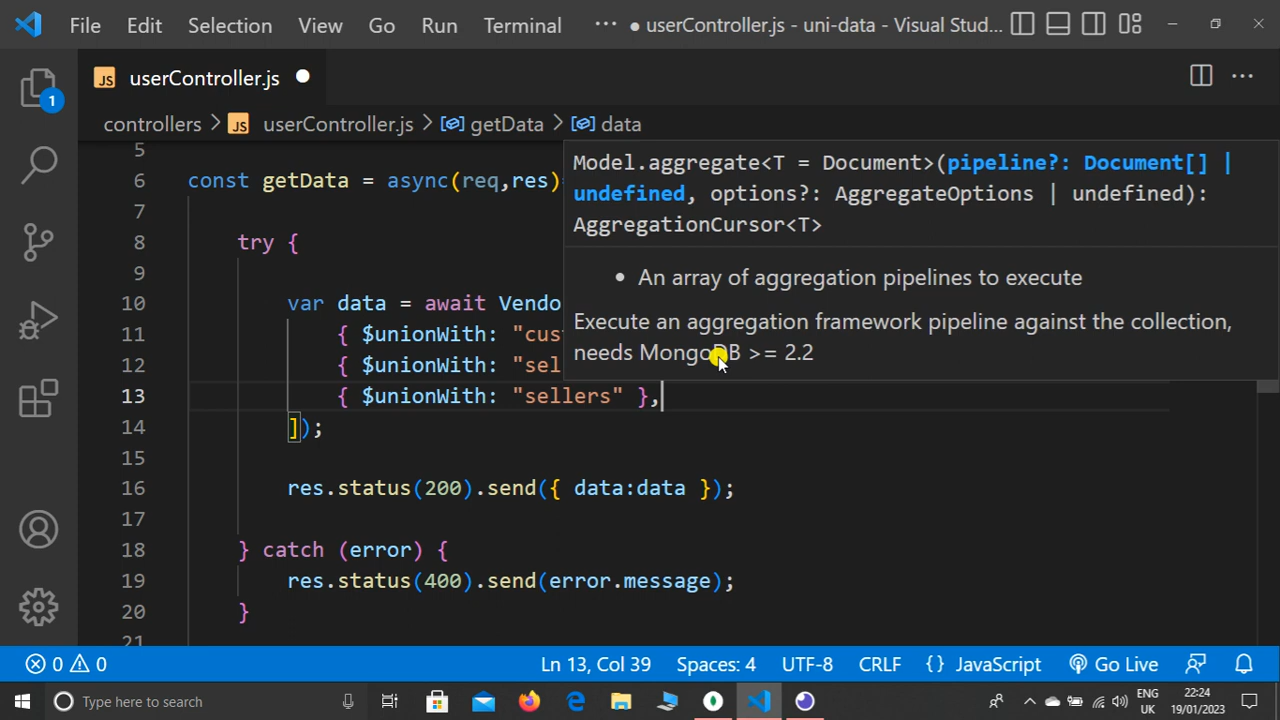 File Edit Selection View Go Run Terminal ··· ● userController.js - uni-data - Visual Stud...
JS userController.js ●
controllers > JS userController.js > getData > data
1
5
6 const getData = async(req,res)=
Model.aggregate<T = Document>(pipeline?: Document[] |
undefined, options?: AggregateOptions | undefined):
AggregationCursor<T>
• An array of aggregation pipelines to execute
Execute an aggregation framework pipeline against the collection,
needs MongoDB >= 2.2
7
8 try {
9
10 var data = await Vendo
11 { $unionWith: "cus
12 { $unionWith: "sel
13 { $unionWith: "sellers" },
14 ]);
15
16 res.status(200).send({ data:data });
17
18 } catch (error) {
19 res.status(400).send(error.message);
20 }
21
0 0 Ln 13, Col 39 Spaces: 4 UTF-8 CRLF {} JavaScript Go Live
Type here to search ENG UK 22:24 19/01/2023